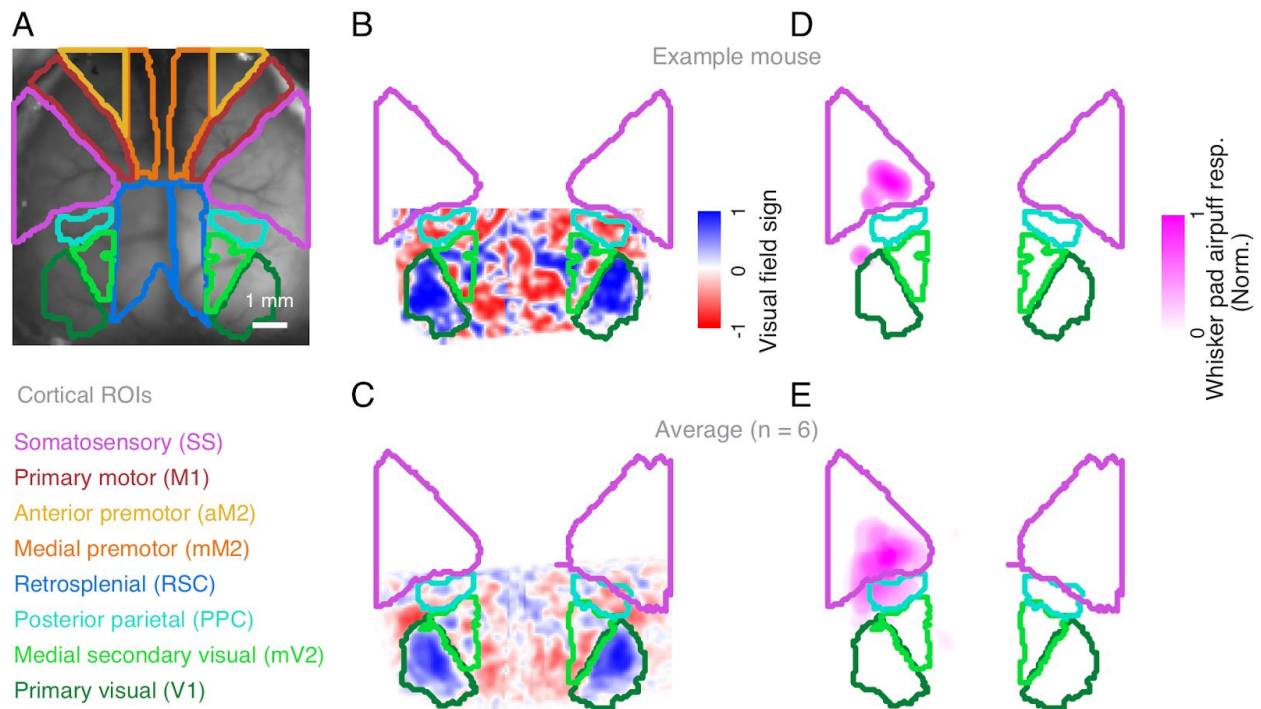 A
B
D
Example mouse
1
0
-1
Visual field sign
1
0
Whisker pad airpuff resp.
(Norm.)
1 mm
Cortical ROIs
Somatosensory (SS)
Primary motor (M1)
Anterior premotor (aM2)
Medial premotor (mM2)
Retrosplenial (RSC)
Posterior parietal (PPC)
Medial secondary visual (mV2)
Primary visual (V1)
C
E
Average (n = 6)